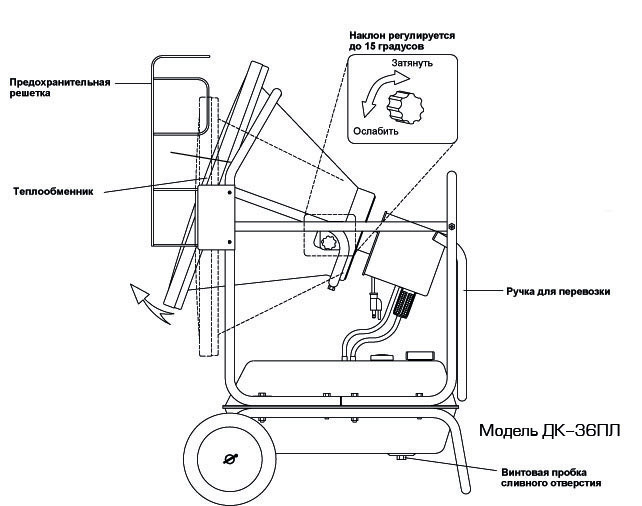 Наклон регулируется
до 15 градусов
Затянуть
Ослабить
Предохранительная
решетка
Теплообменник
Ручка для перевозки
Модель ДК-36ПЛ
Винтовая пробка
сливного отверстия